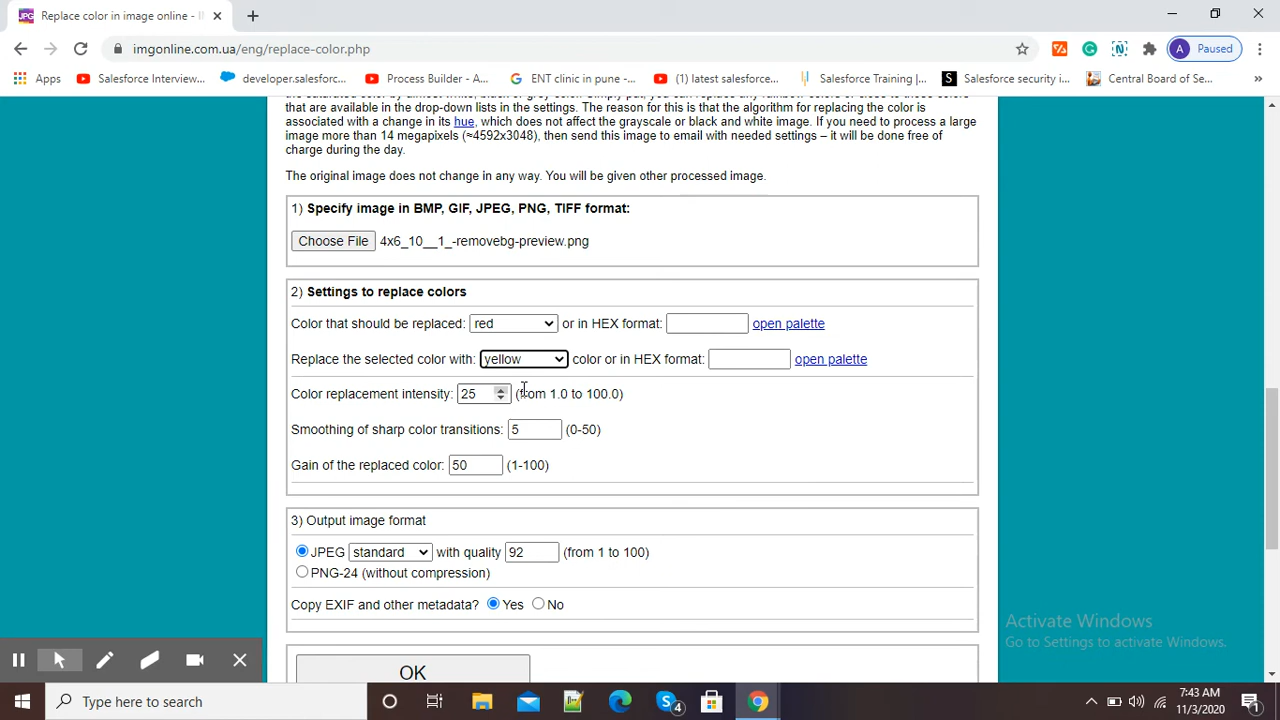 Replace color in image online - I
imgonline.com.ua/eng/replace-color.php
A Paused
Apps
Salesforce Interview...
developer.salesforc...
Process Builder - A...
ENT clinic in pune -...
(1) latestsalesforce...
Salesforce Training |...
Salesforce security i...
Central Board of Se...
that are available in the drop-down lists in the settings. The reason for this is that the algorithm for replacing the color is
associated with a change in its hue, which does not affect the grayscale or black and white image. If you need to process a large
image more than 14 megapixels (≈4592x3048), then send this image to email with needed settings – it will be done free of
charge during the day.
The original image does not change in any way. You will be given other processed image.
1) Specify image in BMP, GIF, JPEG, PNG, TIFF format:
Choose File 4x6_10__1_-removebg-preview.png
2) Settings to replace colors
Color that should be replaced: red or in HEX format: open palette
Replace the selected color with: yellow color or in HEX format: open palette
Color replacement intensity: 25 (from 1.0 to 100.0)
Smoothing of sharp color transitions: 5 (0-50)
Gain of the replaced color: 50 (1-100)
3) Output image format
JPEG standard with quality 92 (from 1 to 100)
PNG-24 (without compression)
Copy EXIF and other metadata? Yes No
Activate Windows
Go to Settings to activate Windows.
OK
Type here to search
4
7:43 AM
11/3/2020
1